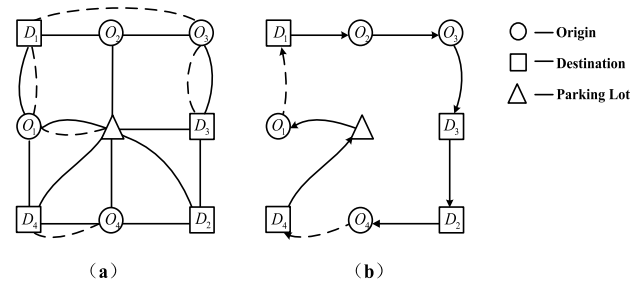 D1 O2 O3 D1 O2 O3 Origin
Destination
Parking Lot
O1 D3 O1 D3
D4 O4 D2 D4 O4 D2
(a) (b)